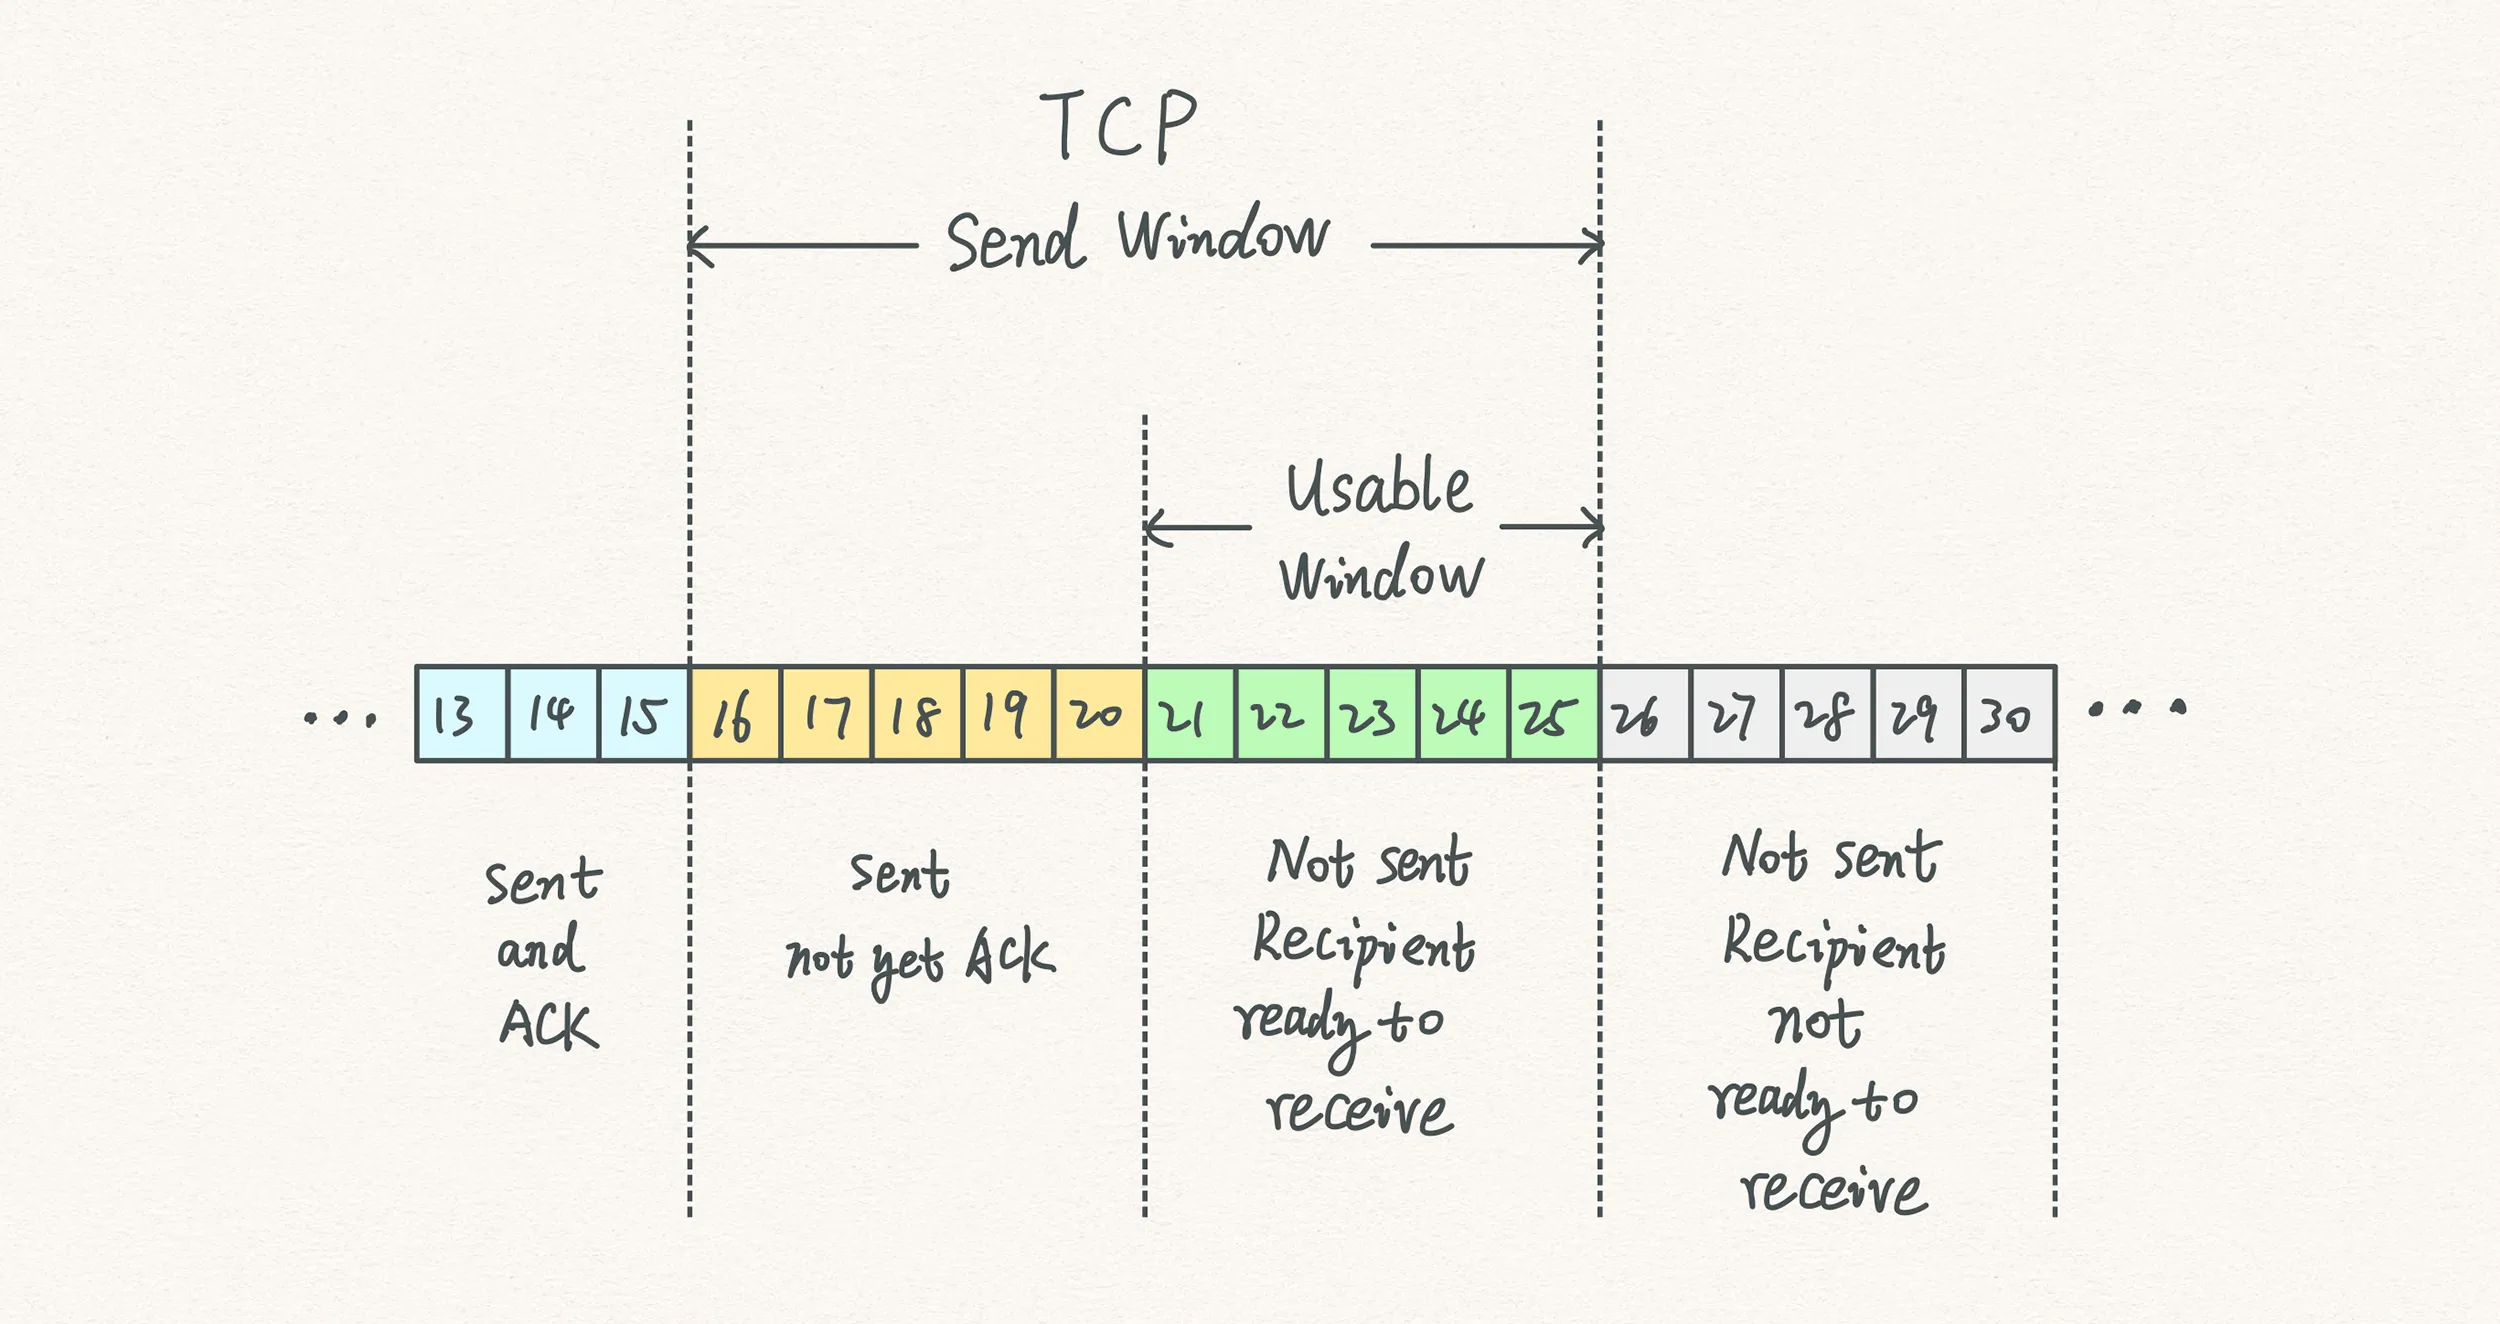 TCP
Send Window
Usable
Window
... 13 14 15 16 17 18 19 20 21 22 23 24 25 26 27 28 29 30 ...
sent
and
ACK
sent
not yet ACK
Not sent
Recipient
ready to
receive
Not sent
Recipient
not
ready to
receive